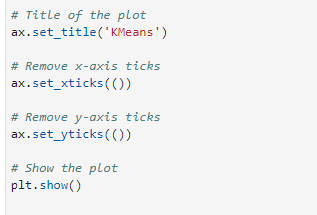 # Title of the plot
ax.set_title('KMeans')
# Remove x-axis ticks
ax.set_xticks(())
# Remove y-axis ticks
ax.set_yticks(())
# Show the plot
plt.show()